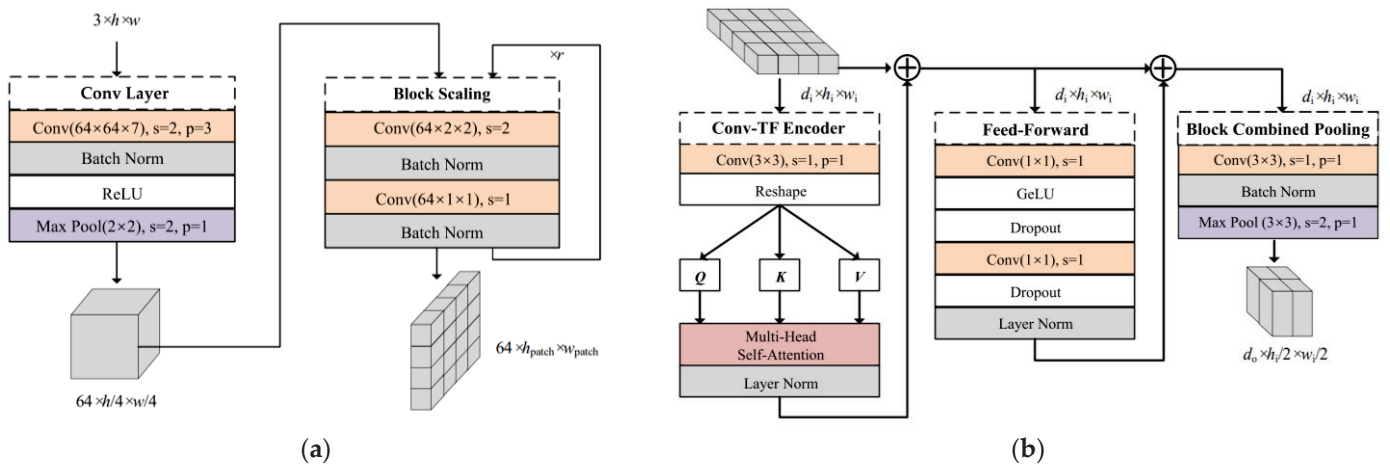 3 ×h×w
Conv Layer
Conv(64×64×7), s=2, p=3
Batch Norm
ReLU
Max Pool(2×2), s=2, p=1
64 ×h/4 ×w/4
×r
Block Scaling
Conv(64×2×2), s=2
Batch Norm
Conv(64×1×1), s=1
Batch Norm
64 ×hpatch×wpatch
(a)
di×hi×wi
Conv-TF Encoder
Conv(3×3), s=1, p=1
Reshape
Q K V
Multi-Head
Self-Attention
Layer Norm
di×hi×wi
Feed-Forward
Conv(1×1), s=1
GeLU
Dropout
Conv(1×1), s=1
Dropout
Layer Norm
di×hi×wi
Block Combined Pooling
Conv(3×3), s=1, p=1
Batch Norm
Max Pool (3×3), s=2, p=1
do×hi/2 ×wi/2
(b)